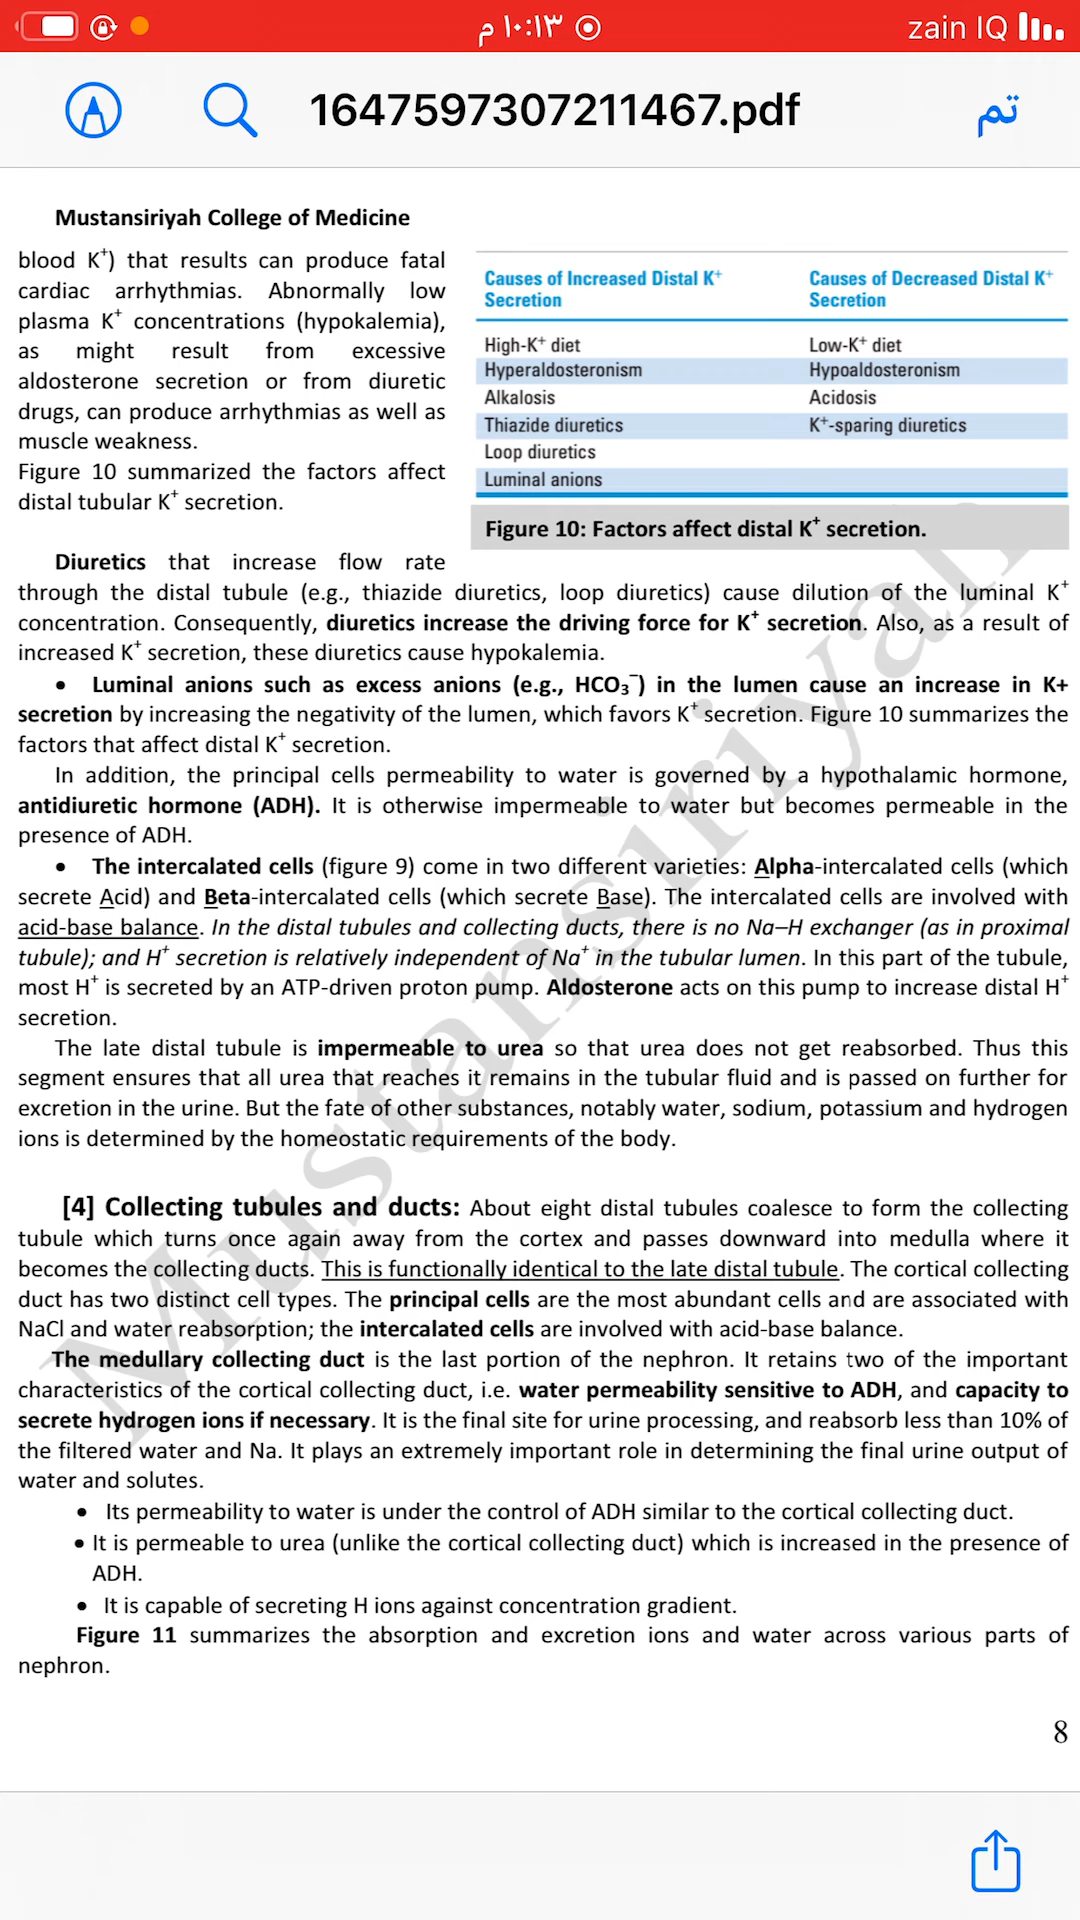 ١٠:١٣ م
zain IQ
1647597307211467.pdf
تم
Mustansiriyah College of Medicine
blood K⁺) that results can produce fatal
cardiac arrhythmias. Abnormally low
plasma K⁺ concentrations (hypokalemia),
as might result from excessive
aldosterone secretion or from diuretic
drugs, can produce arrhythmias as well as
muscle weakness.
Figure 10 summarized the factors affect
distal tubular K⁺ secretion.
Causes of Increased Distal K⁺ Secretion
Causes of Decreased Distal K⁺ Secretion
High-K⁺ diet Low-K⁺ diet
Hyperaldosteronism Hypoaldosteronism
Alkalosis Acidosis
Thiazide diuretics K⁺-sparing diuretics
Loop diuretics
Luminal anions
Figure 10: Factors affect distal K⁺ secretion.
Diuretics that increase flow rate
through the distal tubule (e.g., thiazide diuretics, loop diuretics) cause dilution of the luminal K⁺
concentration. Consequently, diuretics increase the driving force for K⁺ secretion. Also, as a result of
increased K⁺ secretion, these diuretics cause hypokalemia.
• Luminal anions such as excess anions (e.g., HCO₃⁻) in the lumen cause an increase in K+
secretion by increasing the negativity of the lumen, which favors K⁺ secretion. Figure 10 summarizes the
factors that affect distal K⁺ secretion.
In addition, the principal cells permeability to water is governed by a hypothalamic hormone,
antidiuretic hormone (ADH). It is otherwise impermeable to water but becomes permeable in the
presence of ADH.
• The intercalated cells (figure 9) come in two different varieties: Alpha-intercalated cells (which
secrete Acid) and Beta-intercalated cells (which secrete Base). The intercalated cells are involved with
acid-base balance. In the distal tubules and collecting ducts, there is no Na–H exchanger (as in proximal
tubule); and H⁺ secretion is relatively independent of Na⁺ in the tubular lumen. In this part of the tubule,
most H⁺ is secreted by an ATP-driven proton pump. Aldosterone acts on this pump to increase distal H⁺
secretion.
The late distal tubule is impermeable to urea so that urea does not get reabsorbed. Thus this
segment ensures that all urea that reaches it remains in the tubular fluid and is passed on further for
excretion in the urine. But the fate of other substances, notably water, sodium, potassium and hydrogen
ions is determined by the homeostatic requirements of the body.
[4] Collecting tubules and ducts: About eight distal tubules coalesce to form the collecting
tubule which turns once again away from the cortex and passes downward into medulla where it
becomes the collecting ducts. This is functionally identical to the late distal tubule. The cortical collecting
duct has two distinct cell types. The principal cells are the most abundant cells and are associated with
NaCl and water reabsorption; the intercalated cells are involved with acid-base balance.
The medullary collecting duct is the last portion of the nephron. It retains two of the important
characteristics of the cortical collecting duct, i.e. water permeability sensitive to ADH, and capacity to
secrete hydrogen ions if necessary. It is the final site for urine processing, and reabsorb less than 10% of
the filtered water and Na. It plays an extremely important role in determining the final urine output of
water and solutes.
• Its permeability to water is under the control of ADH similar to the cortical collecting duct.
• It is permeable to urea (unlike the cortical collecting duct) which is increased in the presence of
ADH.
• It is capable of secreting H ions against concentration gradient.
Figure 11 summarizes the absorption and excretion ions and water across various parts of
nephron.
8
Mustansiriyah